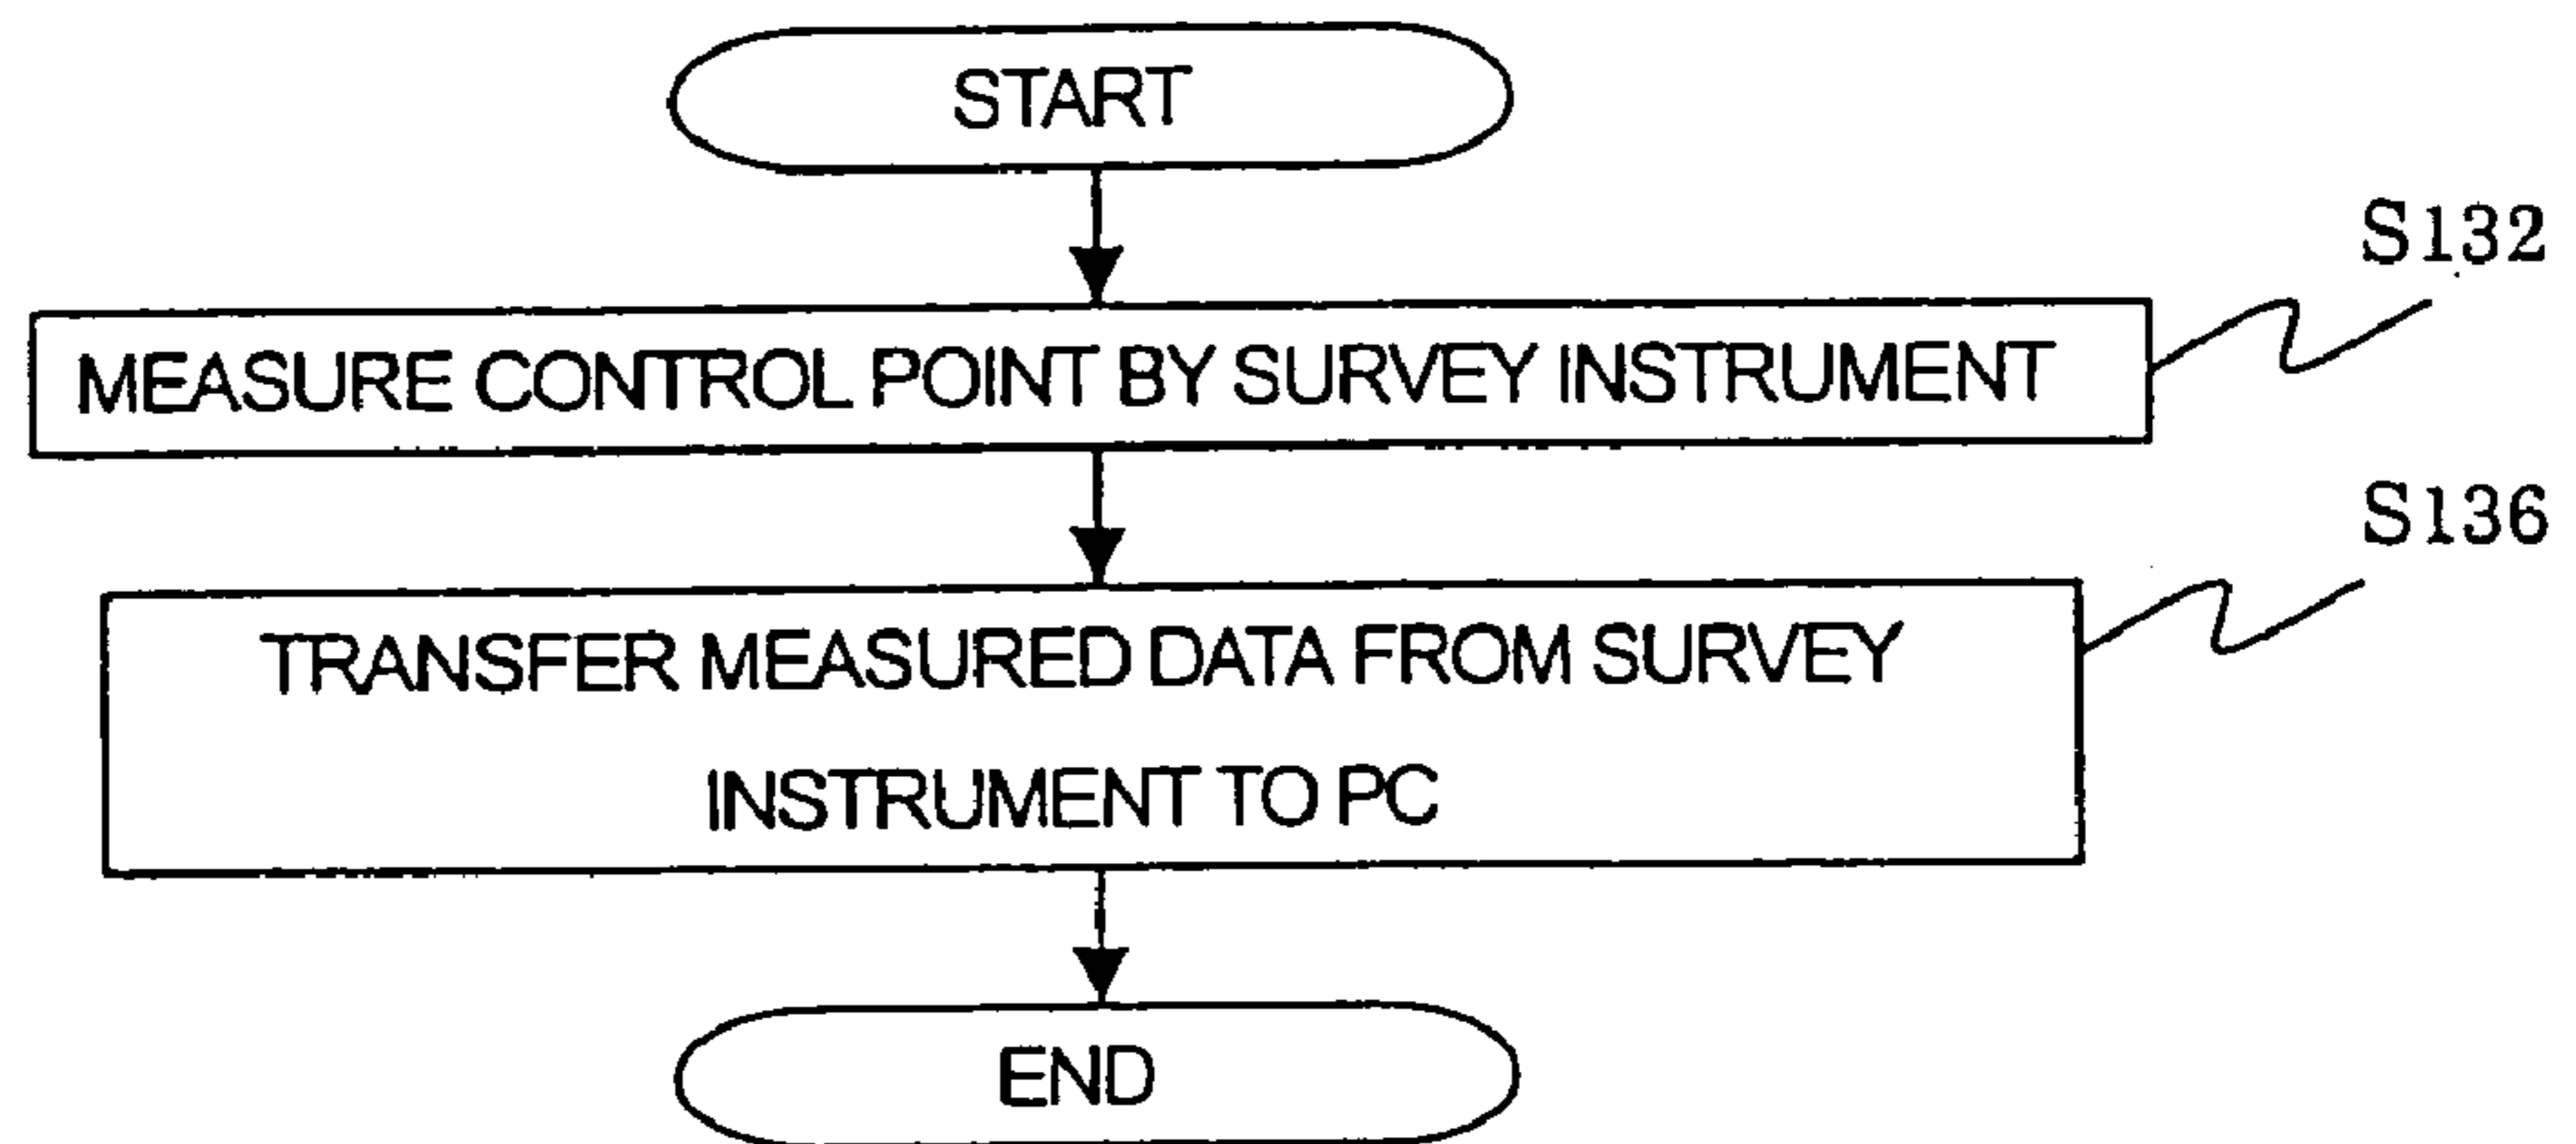 START
S132
MEASURE CONTROL POINT BY SURVEY INSTRUMENT
S136
TRANSFER MEASURED DATA FROM SURVEY
INSTRUMENT TO PC
END